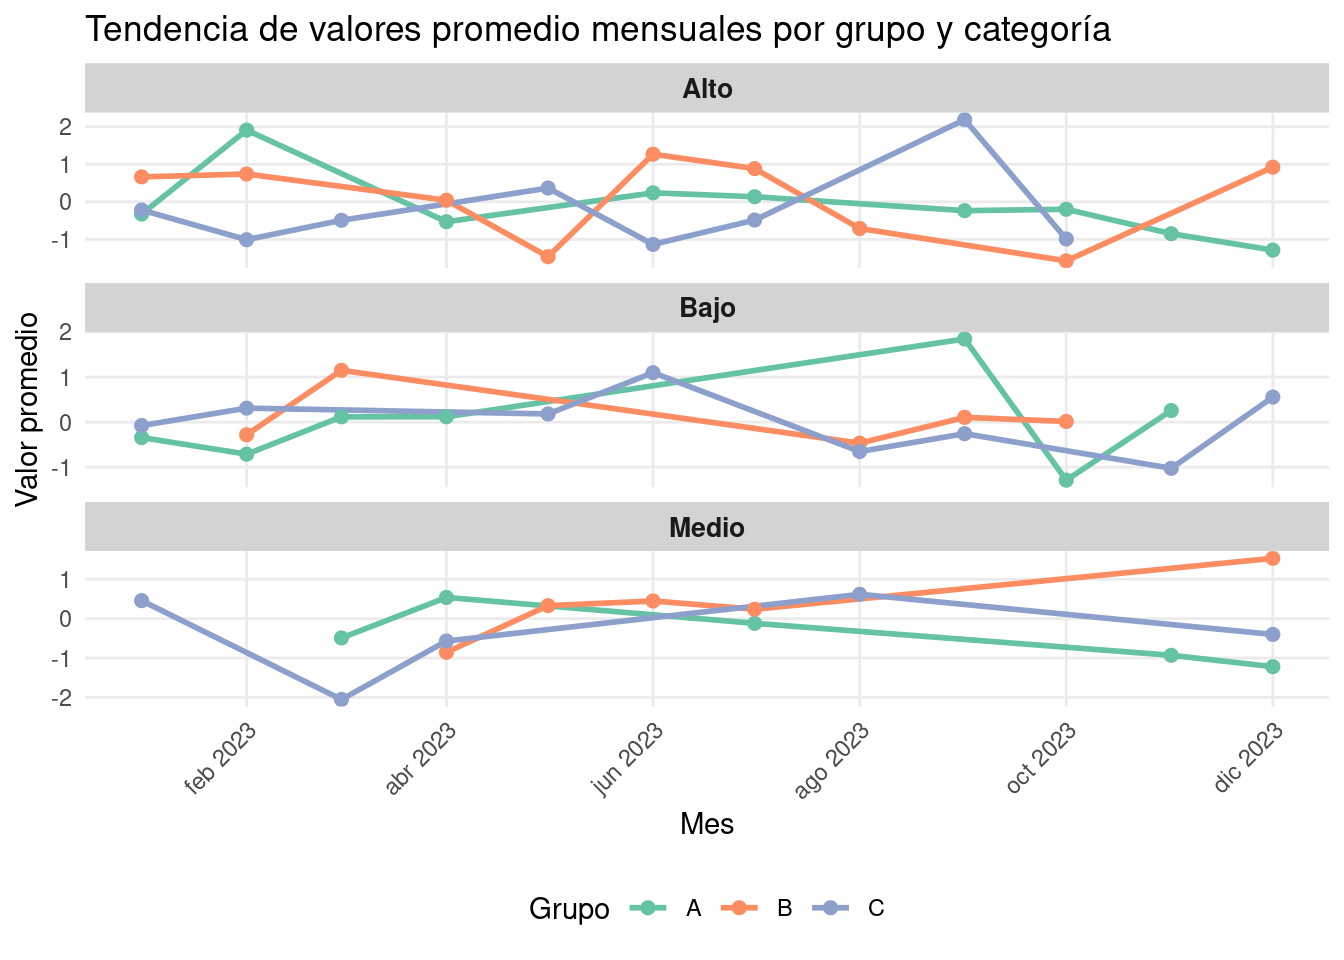 Tendencia de valores promedio mensuales por grupo y categoría
Alto
2
1
0
-1
Bajo
2
1
0
-1
Medio
1
0
-1
-2
Valor promedio
feb 2023
abr 2023
jun 2023
ago 2023
oct 2023
dic 2023
Mes
Grupo A B C